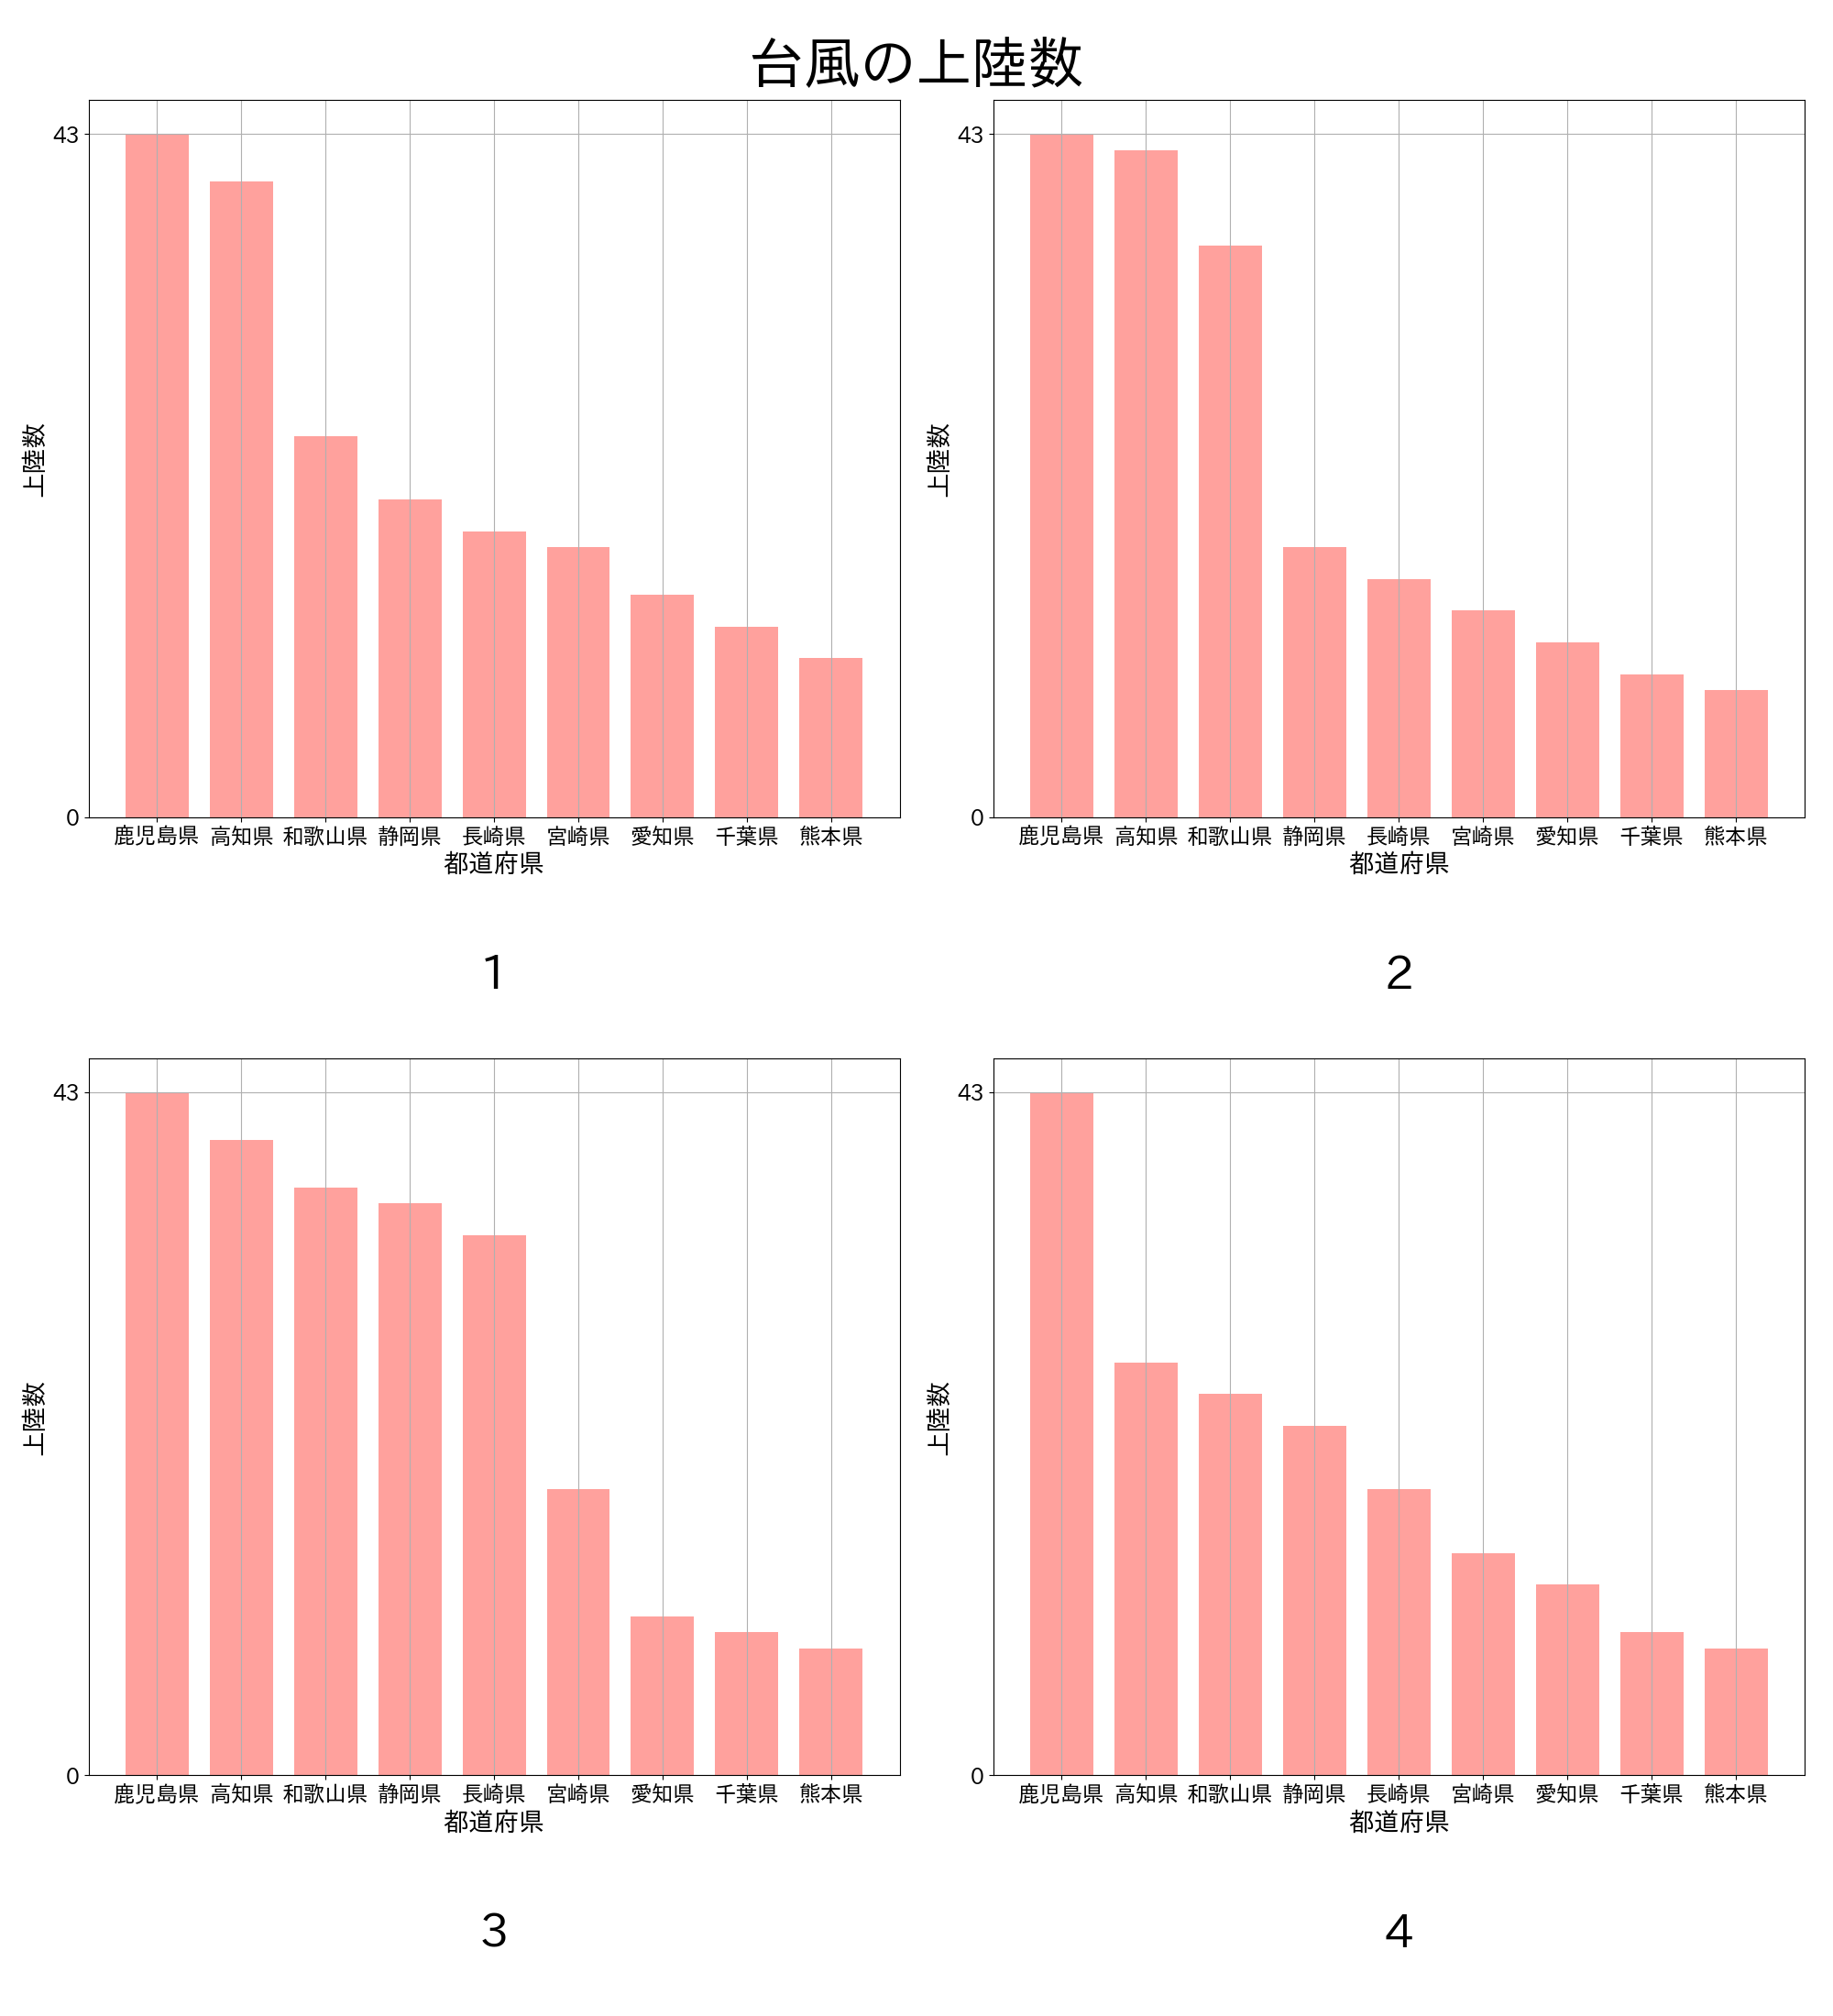 台風の上陸数
43
0
上陸数
鹿児島県 高知県 和歌山県 静岡県 長崎県 宮崎県 愛知県 千葉県 熊本県
都道府県
1
43
0
上陸数
鹿児島県 高知県 和歌山県 静岡県 長崎県 宮崎県 愛知県 千葉県 熊本県
都道府県
2
43
0
上陸数
鹿児島県 高知県 和歌山県 静岡県 長崎県 宮崎県 愛知県 千葉県 熊本県
都道府県
3
43
0
上陸数
鹿児島県 高知県 和歌山県 静岡県 長崎県 宮崎県 愛知県 千葉県 熊本県
都道府県
4